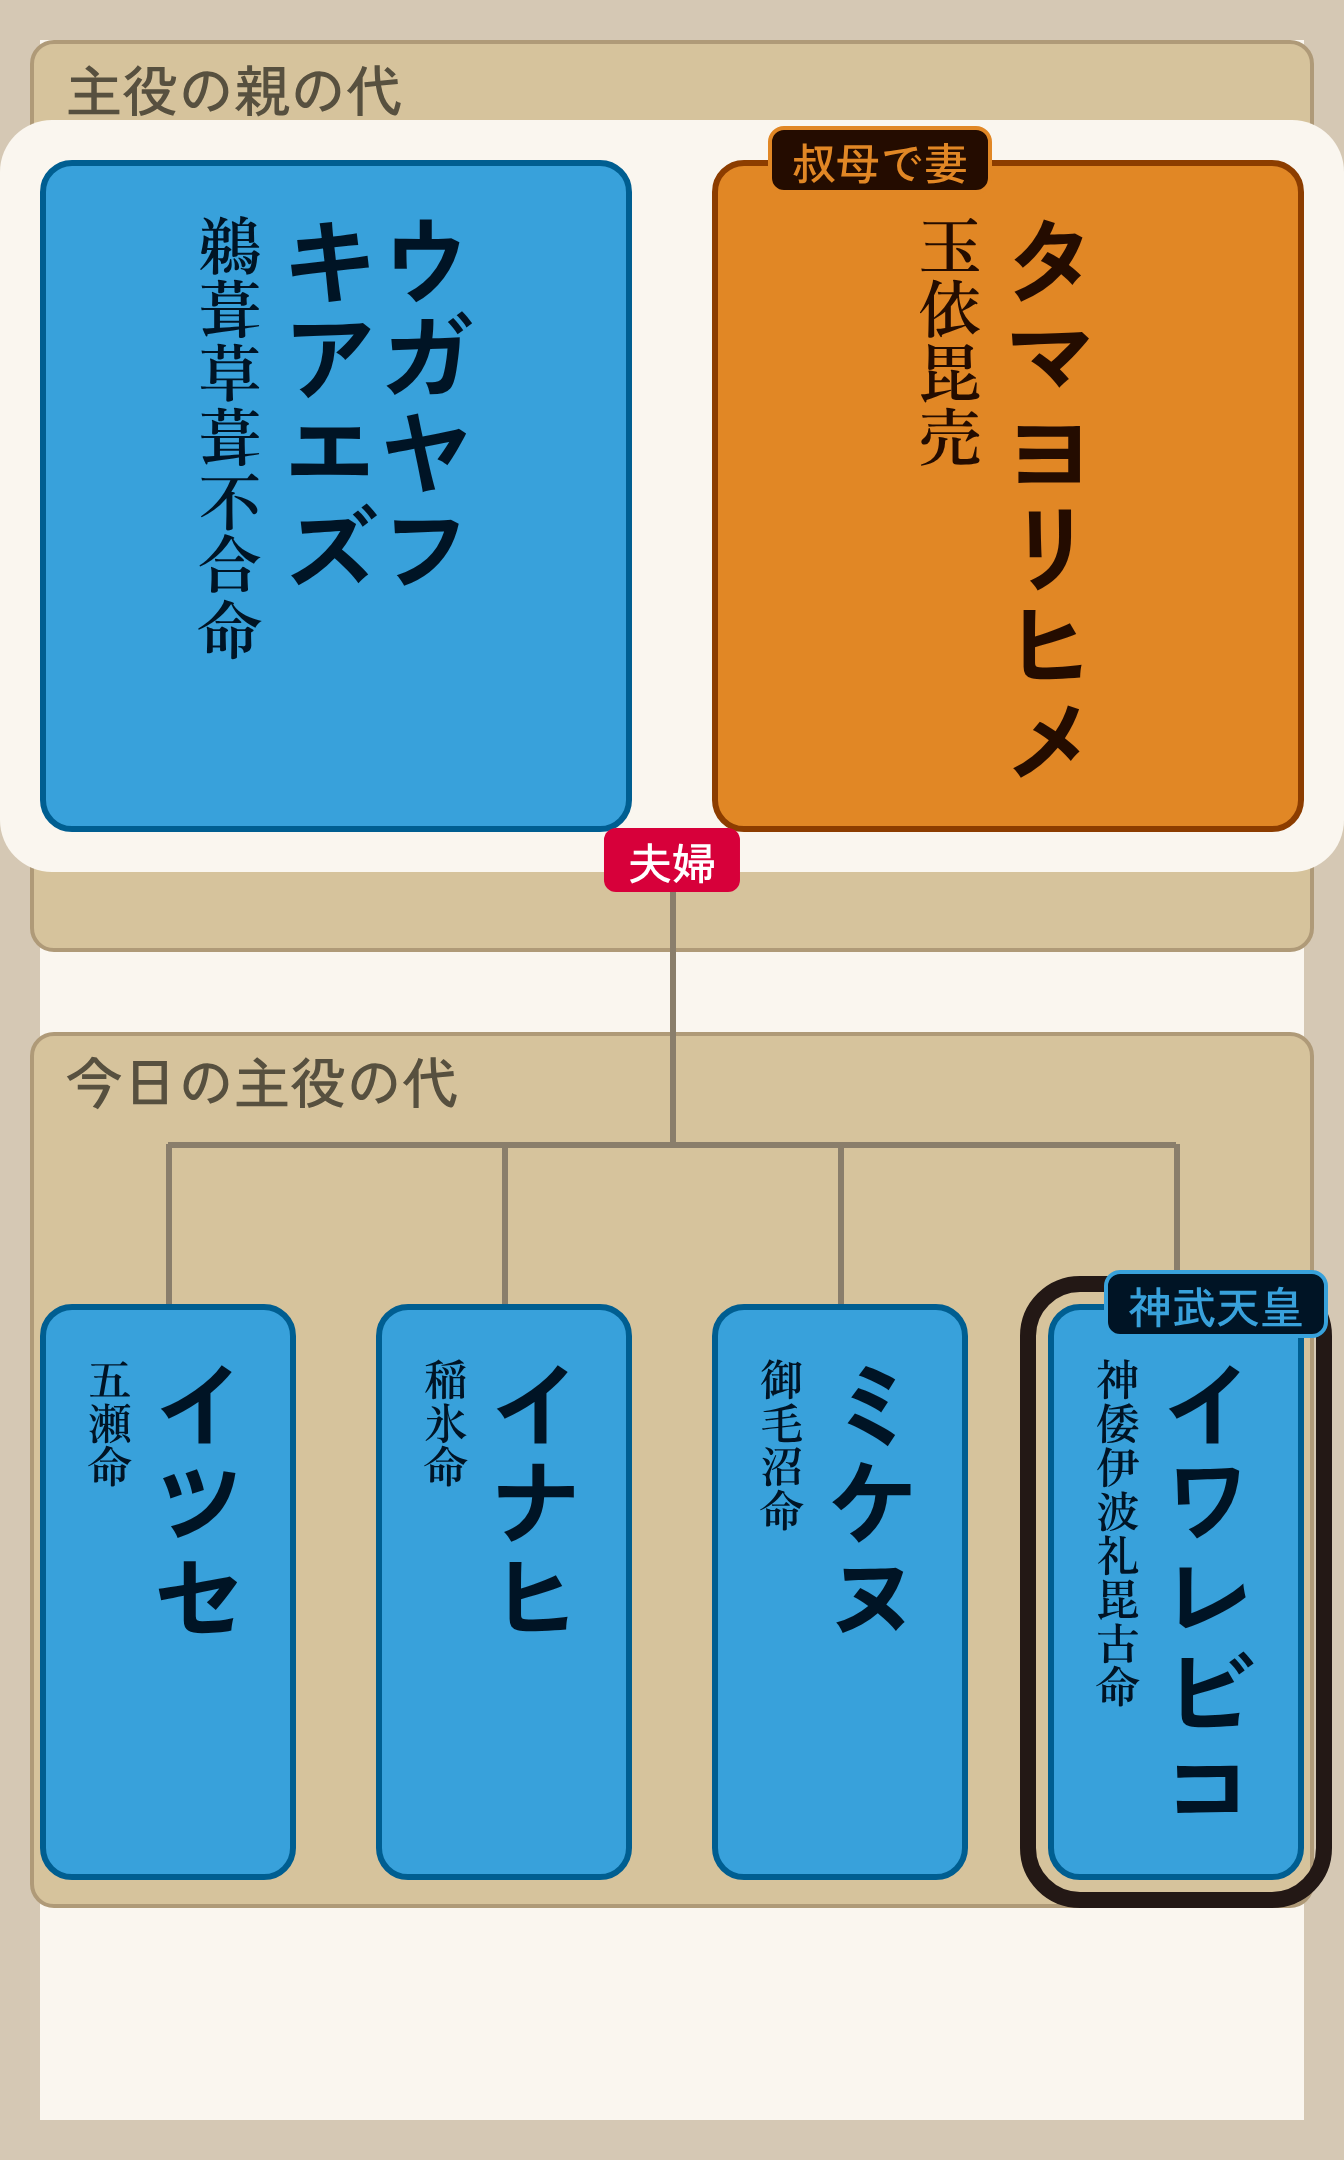 主役の親の代
ウガヤフ
キアエズ
鵜葺草葺不合命
叔母で妻
タマヨリヒメ
玉依毘売
夫婦
今日の主役の代
イツセ
五瀬命
イナヒ
稲氷命
ミケヌ
御毛沼命
神武天皇
イワレビコ
神倭伊波礼毘古命